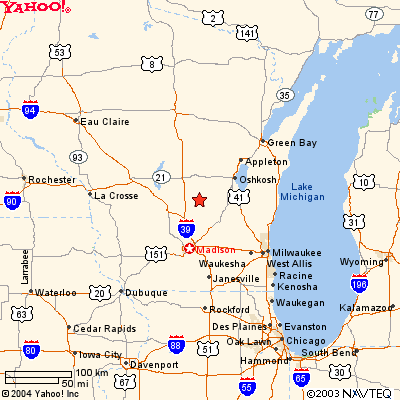 YAHOO!
2
77
53
141
8
35
94
Eau Claire
Green Bay
93
Appleton
Rochester
21
Oshkosh
10
90
La Crosse
41
Lake
Michigan
39
31
Madison
151
Milwaukee
Larrabee
Waukesha
West Allis
Wyoming
Janesville
Racine
196
Waterloo
20
Dubuque
Kenosha
Waukegan
Kalamazoo
63
Rockford
Cedar Rapids
Des Plaines
Evanston
80
88
Oak Lawn
Chicago
Iowa City
51
South Bend
Davenport
Hammond
100 km
50 mi
67
55
65
30
©2004 Yahoo! Inc
©2003 NAVTEQ